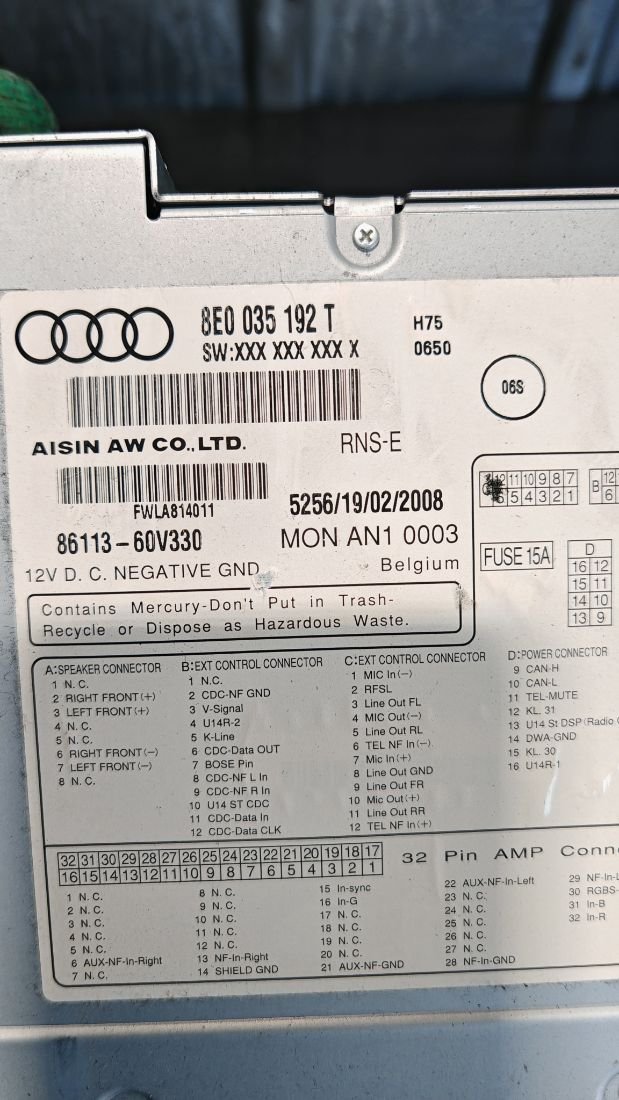 8E0 035 192 T
H75
SW:XXX XXX XXX X
0650
06S
AISIN AW CO.,LTD.
RNS-E
FWLA814011
5256/19/02/2008
86113-60V330
MON AN1 0003
12V D. C. NEGATIVE GND
Belgium
Contains Mercury-Don't Put in Trash-
Recycle or Dispose as Hazardous Waste.
11 10 9 8 7
5 4 3 2 1
B 12
6
FUSE 15A
D
16 12
15 11
14 10
13 9
A:SPEAKER CONNECTOR
1 N. C.
2 RIGHT FRONT(+)
3 LEFT FRONT(+)
4 N. C.
5 N. C.
6 RIGHT FRONT(-)
7 LEFT FRONT(-)
8 N. C.
B:EXT CONTROL CONNECTOR
1 N.C.
2 CDC-NF GND
3 V-Signal
4 U14R-2
5 K-Line
6 CDC-Data OUT
7 BOSE Pin
8 CDC-NF L In
9 CDC-NF R In
10 U14 ST CDC
11 CDC-Data In
12 CDC-Data CLK
C:EXT CONTROL CONNECTOR
1 MIC In(-)
2 RFSL
3 Line Out FL
4 MIC Out(-)
5 Line Out RL
6 TEL NF In(-)
7 Mic In(+)
8 Line Out GND
9 Line Out FR
10 Mic Out(+)
11 Line Out RR
12 TEL NF In(+)
D:POWER CONNECTOR
9 CAN-H
10 CAN-L
11 TEL-MUTE
12 KL. 31
13 U14 St DSP(Radio
14 DWA-GND
15 KL. 30
16 U14R-1
32 31 30 29 28 27 26 25 24 23 22 21 20 19 18 17
16 15 14 13 12 11 10 9 8 7 6 5 4 3 2 1
32 Pin AMP Conn
1 N. C.
2 N. C.
3 N. C.
4 N. C.
5 N. C.
6 AUX-NF-In-Right
7 N. C.
8 N. C.
9 N. C.
10 N. C.
11 N. C.
12 N. C.
13 NF-In-Right
14 SHIELD GND
15 In-sync
16 In-G
17 N. C.
18 N. C.
19 N. C.
20 N. C.
21 AUX-NF-GND
22 AUX-NF-In-Left
23 N. C.
24 N. C.
25 N. C.
26 N. C.
27 N. C.
28 NF-In-GND
29 NF-In-L
30 RGBS-
31 In-B
32 In-R